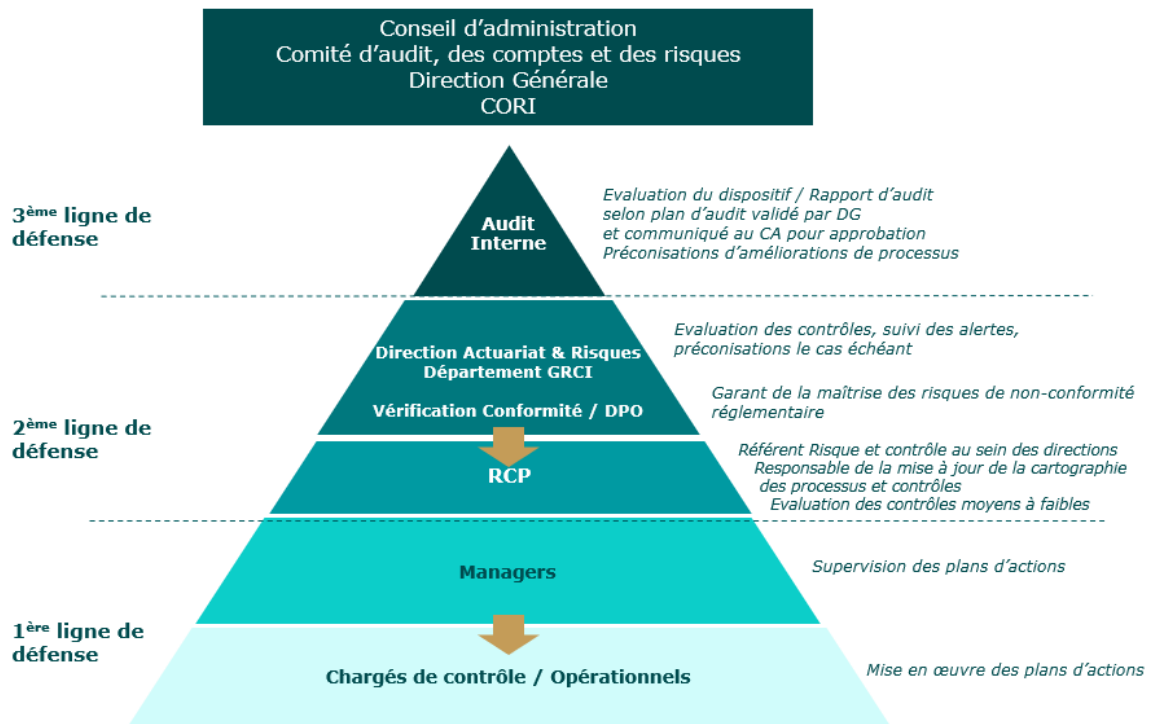 Conseil d’administration
Comité d’audit, des comptes et des risques
Direction Générale
CORI
3ème ligne de
défense
Audit
Interne
Evaluation du dispositif / Rapport d’audit
selon plan d’audit validé par DG
et communiqué au CA pour approbation
Préconisations d’améliorations de processus
2ème ligne de
défense
Direction Actuariat & Risques
Département GRCI
Vérification Conformité / DPO
Evaluation des contrôles, suivi des alertes,
préconisations le cas échéant
Garant de la maîtrise des risques de non-conformité
réglementaire
RCP
Référent Risque et contrôle au sein des directions
Responsable de la mise à jour de la cartographie
des processus et contrôles
Evaluation des contrôles moyens à faibles
1ère ligne de
défense
Managers
Supervision des plans d’actions
Chargés de contrôle / Opérationnels
Mise en œuvre des plans d’actions